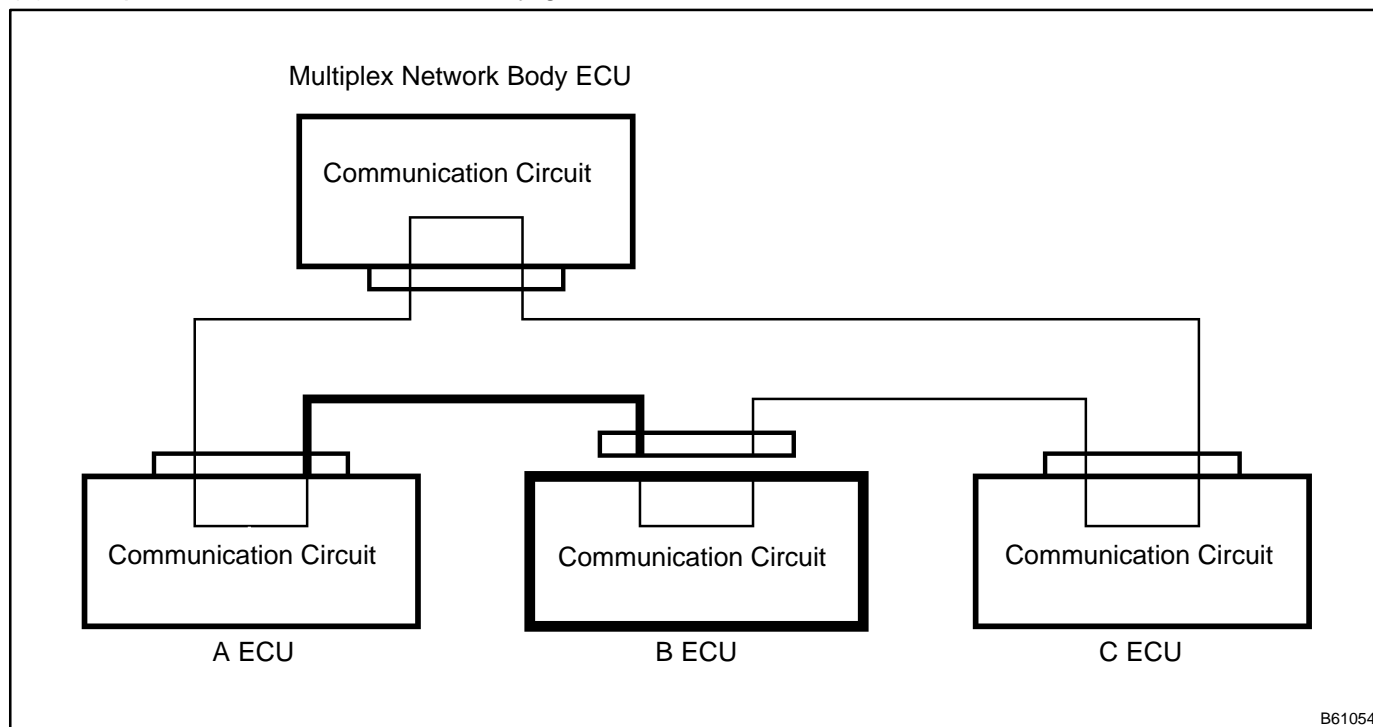 Multiplex Network Body ECU
Communication Circuit
Communication Circuit
Communication Circuit
Communication Circuit
A ECU
B ECU
C ECU
B61054